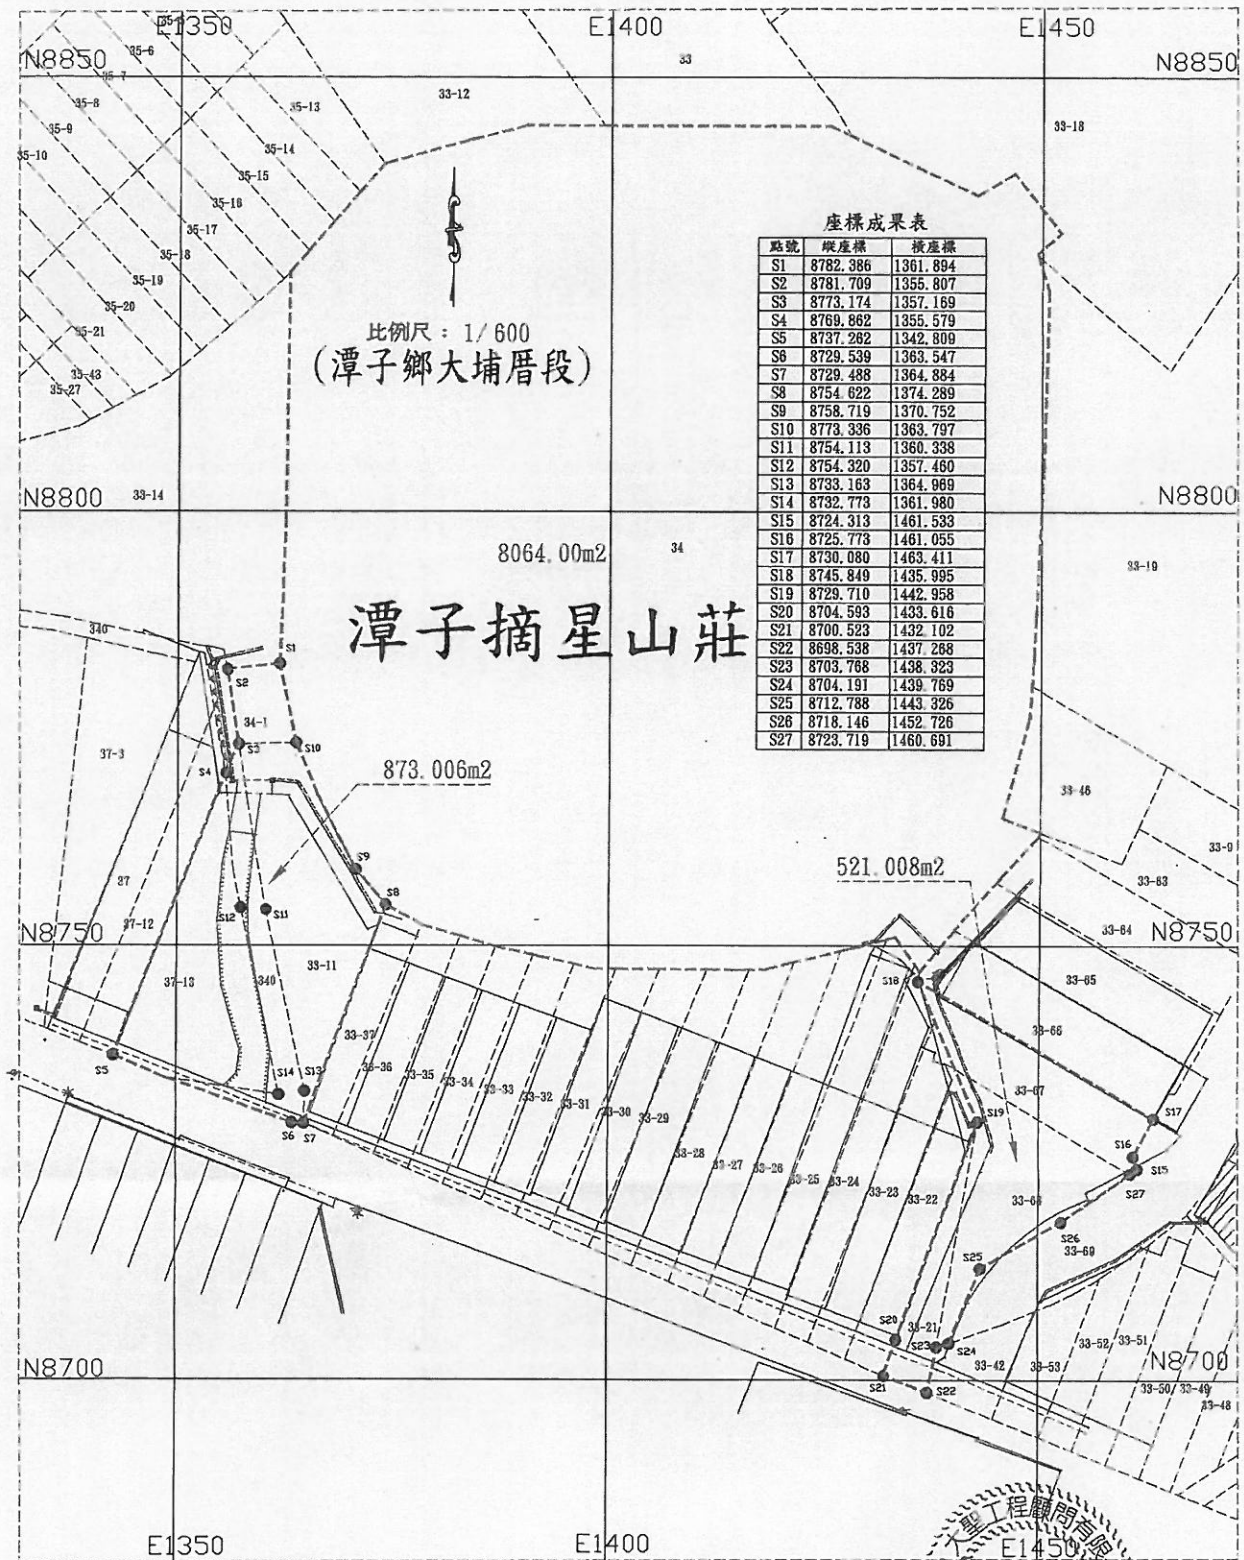 E1350
E1400
E1450
N8850
N8850
35-6
35-7
35-8
35-9
35-10
35-13
35-14
35-15
35-16
35-17
35-18
35-19
35-20
35-21
35-43
35-27
33-12
33
33-18
比例尺：1/600
(潭子鄉大埔厝段)
座標成果表
點號 縱座標 橫座標
S1 8782.386 1361.894
S2 8781.709 1355.807
S3 8773.174 1357.169
S4 8769.862 1355.579
S5 8737.262 1342.809
S6 8729.539 1363.547
S7 8729.488 1364.884
S8 8754.622 1374.289
S9 8758.719 1370.752
S10 8773.336 1363.797
S11 8754.113 1360.338
S12 8754.320 1357.460
S13 8733.163 1364.969
S14 8732.773 1361.980
S15 8724.313 1461.533
S16 8725.773 1461.055
S17 8730.080 1463.411
S18 8745.849 1435.995
S19 8729.710 1442.958
S20 8704.593 1433.616
S21 8700.523 1432.102
S22 8698.538 1437.268
S23 8703.768 1438.323
S24 8704.191 1439.769
S25 8712.788 1443.326
S26 8718.146 1452.726
S27 8723.719 1460.691
N8800
33-14
N8800
8064.00m2
34
33-19
潭子摘星山莊
340
S1
S2
34-1
S3
S10
37-3
S4
873.006m2
33-46
33-9
S9
521.008m2
33-63
37
S8
S12
S11
37-12
N8750
33-64
N8750
37-13
340
33-11
S18
33-65
33-37
33-66
33-36
33-35
33-34
33-33
33-32
33-31
33-30
33-29
33-28
33-27
33-26
33-25
33-24
33-23
33-22
33-67
S5
S14
S13
S6
S7
S19
S17
S16
S15
S27
33-68
S26
33-69
S25
S20
33-21
S23
S24
33-42
33-53
33-52
33-51
N8700
N8700
S21
S22
33-50
33-49
33-48
大聖工程顧問有限
E1350
E1400
E1450